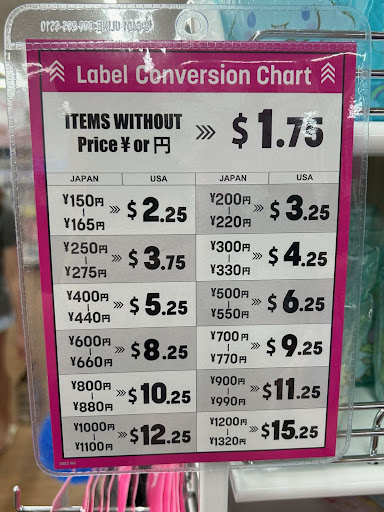 Label Conversion Chart
ITEMS WITHOUT
Price ¥ or 円
>>> $1.75
JAPAN USA JAPAN USA
¥150円 | ¥165円 >>> $2.25
¥200円 | ¥220円 >>> $3.25
¥250円 | ¥275円 >>> $3.75
¥300円 | ¥330円 >>> $4.25
¥400円 | ¥440円 >>> $5.25
¥500円 | ¥550円 >>> $6.25
¥600円 | ¥660円 >>> $8.25
¥700円 | ¥770円 >>> $9.25
¥800円 | ¥880円 >>> $10.25
¥900円 | ¥990円 >>> $11.25
¥1000円 | ¥1100円 >>> $12.25
¥1200円 | ¥1320円 >>> $15.25